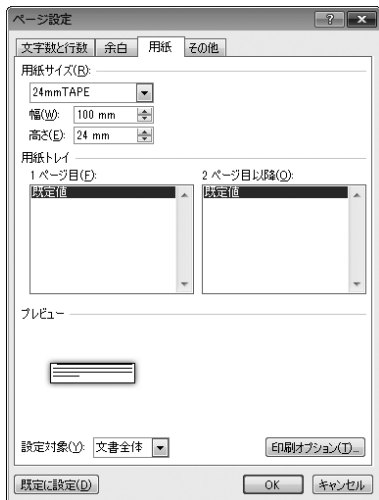 ページ設定
文字数と行数 余白 用紙 その他
用紙サイズ(R):
24mmTAPE
幅(W): 100 mm
高さ(E): 24 mm
用紙トレイ
1 ページ目(F): 2 ページ目以降(O):
既定値 既定値
プレビュー
設定対象(Y): 文書全体 印刷オプション(T)...
既定に設定(D) OK キャンセル